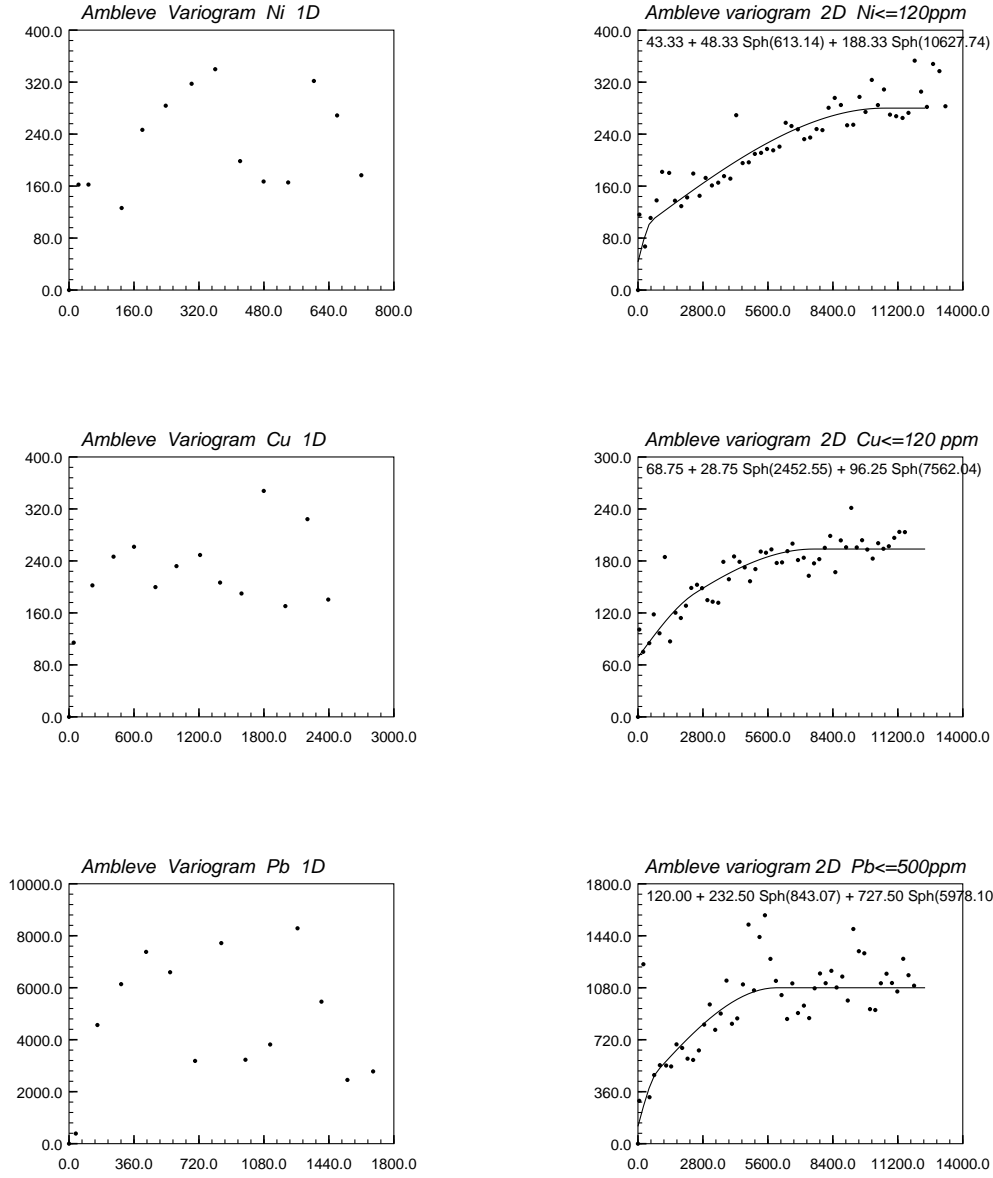 Ambleve Variogram Ni 1D
400.0
320.0
240.0
160.0
80.0
0.0
0.0 160.0 320.0 480.0 640.0 800.0
Ambleve variogram 2D Ni<=120ppm
43.33 + 48.33 Sph(613.14) + 188.33 Sph(10627.74)
400.0
320.0
240.0
160.0
80.0
0.0
0.0 2800.0 5600.0 8400.0 11200.0 14000.0
Ambleve Variogram Cu 1D
400.0
320.0
240.0
160.0
80.0
0.0
0.0 600.0 1200.0 1800.0 2400.0 3000.0
Ambleve variogram 2D Cu<=120 ppm
68.75 + 28.75 Sph(2452.55) + 96.25 Sph(7562.04)
300.0
240.0
180.0
120.0
60.0
0.0
0.0 2800.0 5600.0 8400.0 11200.0 14000.0
Ambleve Variogram Pb 1D
10000.0
8000.0
6000.0
4000.0
2000.0
0.0
0.0 360.0 720.0 1080.0 1440.0 1800.0
Ambleve variogram 2D Pb<=500ppm
120.00 + 232.50 Sph(843.07) + 727.50 Sph(5978.10
1800.0
1440.0
1080.0
720.0
360.0
0.0
0.0 2800.0 5600.0 8400.0 11200.0 14000.0